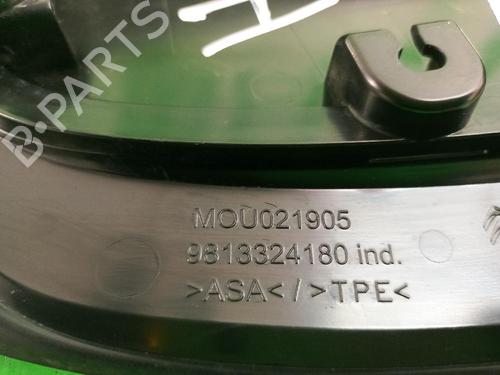 B-PARTS
MOU021905
9813324180 ind.
>ASA</>TPE<